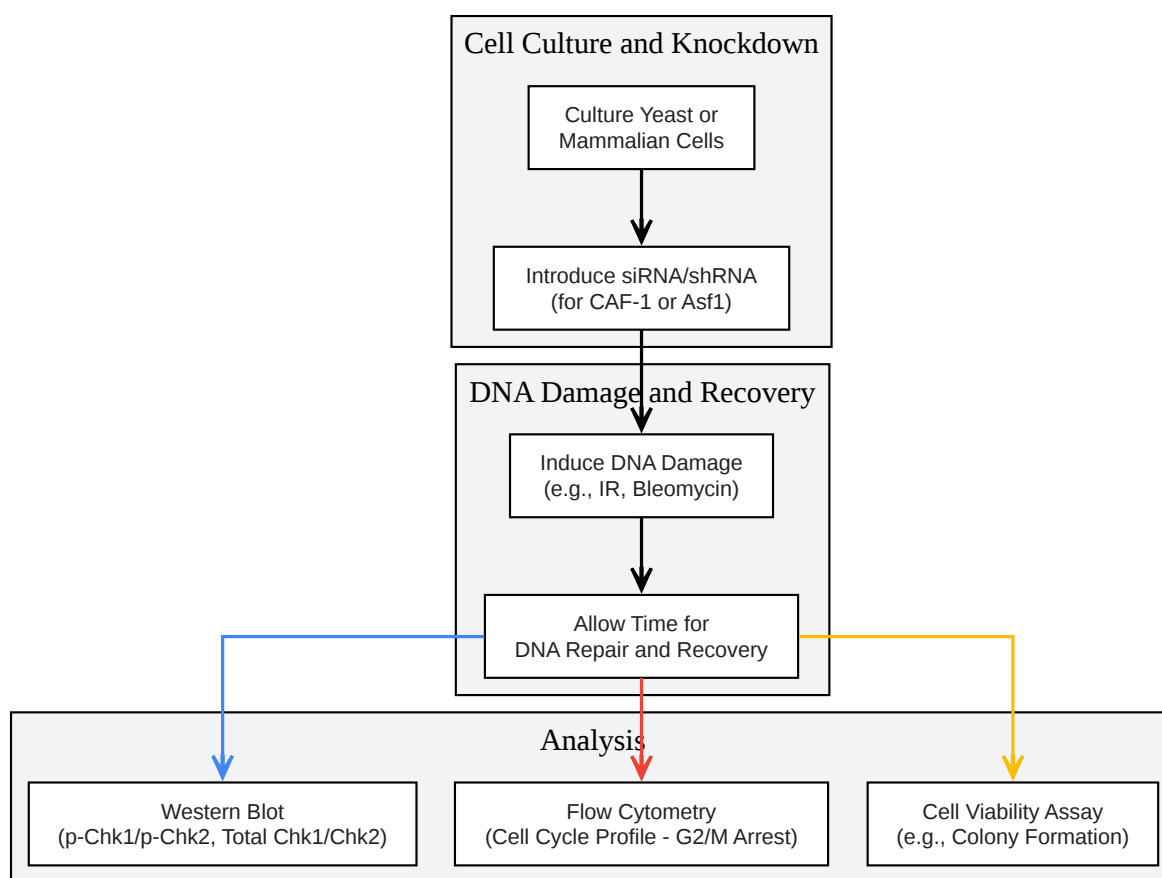 Cell Culture and Knockdown
Culture Yeast or
Mammalian Cells
Introduce siRNA/shRNA
(for CAF-1 or Asf1)
DNA Damage and Recovery
Induce DNA Damage
(e.g., IR, Bleomycin)
Allow Time for
DNA Repair and Recovery
Analysis
Western Blot
(p-Chk1/p-Chk2, Total Chk1/Chk2)
Flow Cytometry
(Cell Cycle Profile - G2/M Arrest)
Cell Viability Assay
(e.g., Colony Formation)